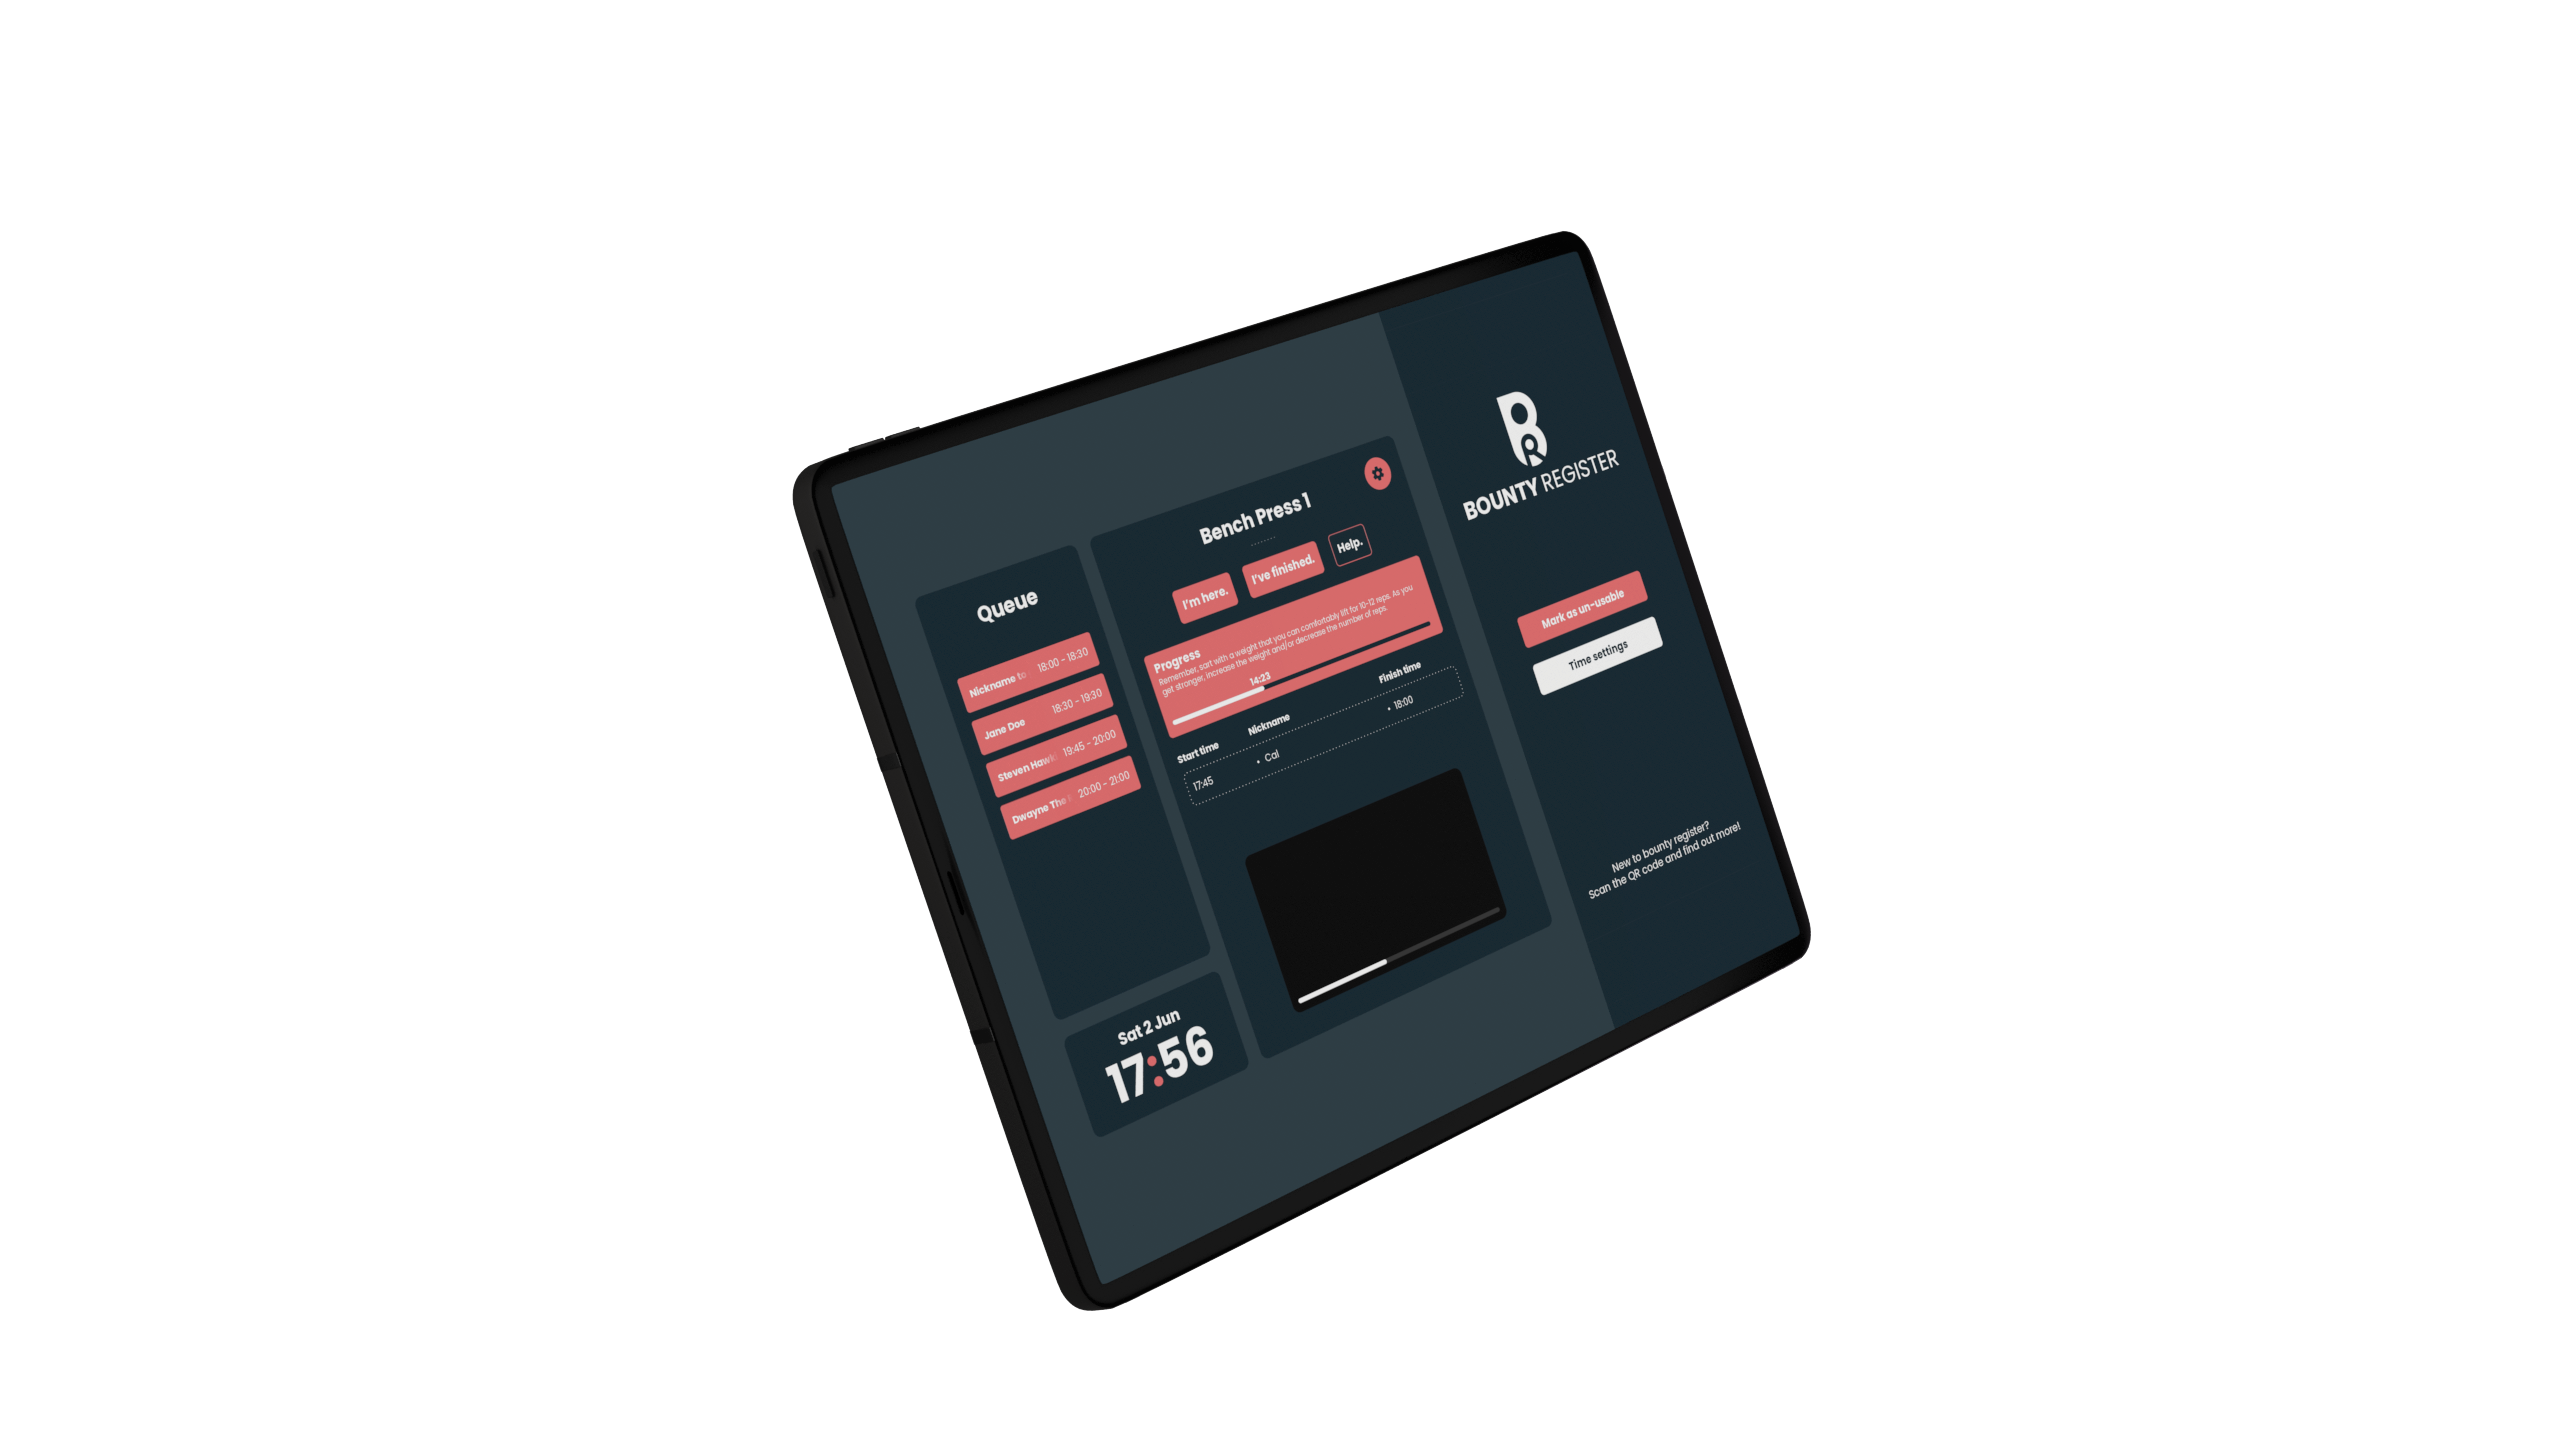 Queue
Nickname to
18:00 - 18:30
Jane Doe
18:30 - 19:30
Steven Hawk
19:45 - 20:00
Dwayne The
20:00 - 21:00
Sat 2 Jun
17:56
Bench Press 1
I'm here.
I've finished.
Help.
Progress
Remember, sart with a weight that you can comfortably lift for 10-12 reps. As you
get stronger, increase the weight and/or decrease the number of reps.
14:23
Start time
Nickname
Finish time
17:45
• Cal
• 18:00
BR
BOUNTY REGISTER
Mark as un-usable
Time settings
New to bounty register?
Scan the QR code and find out more!